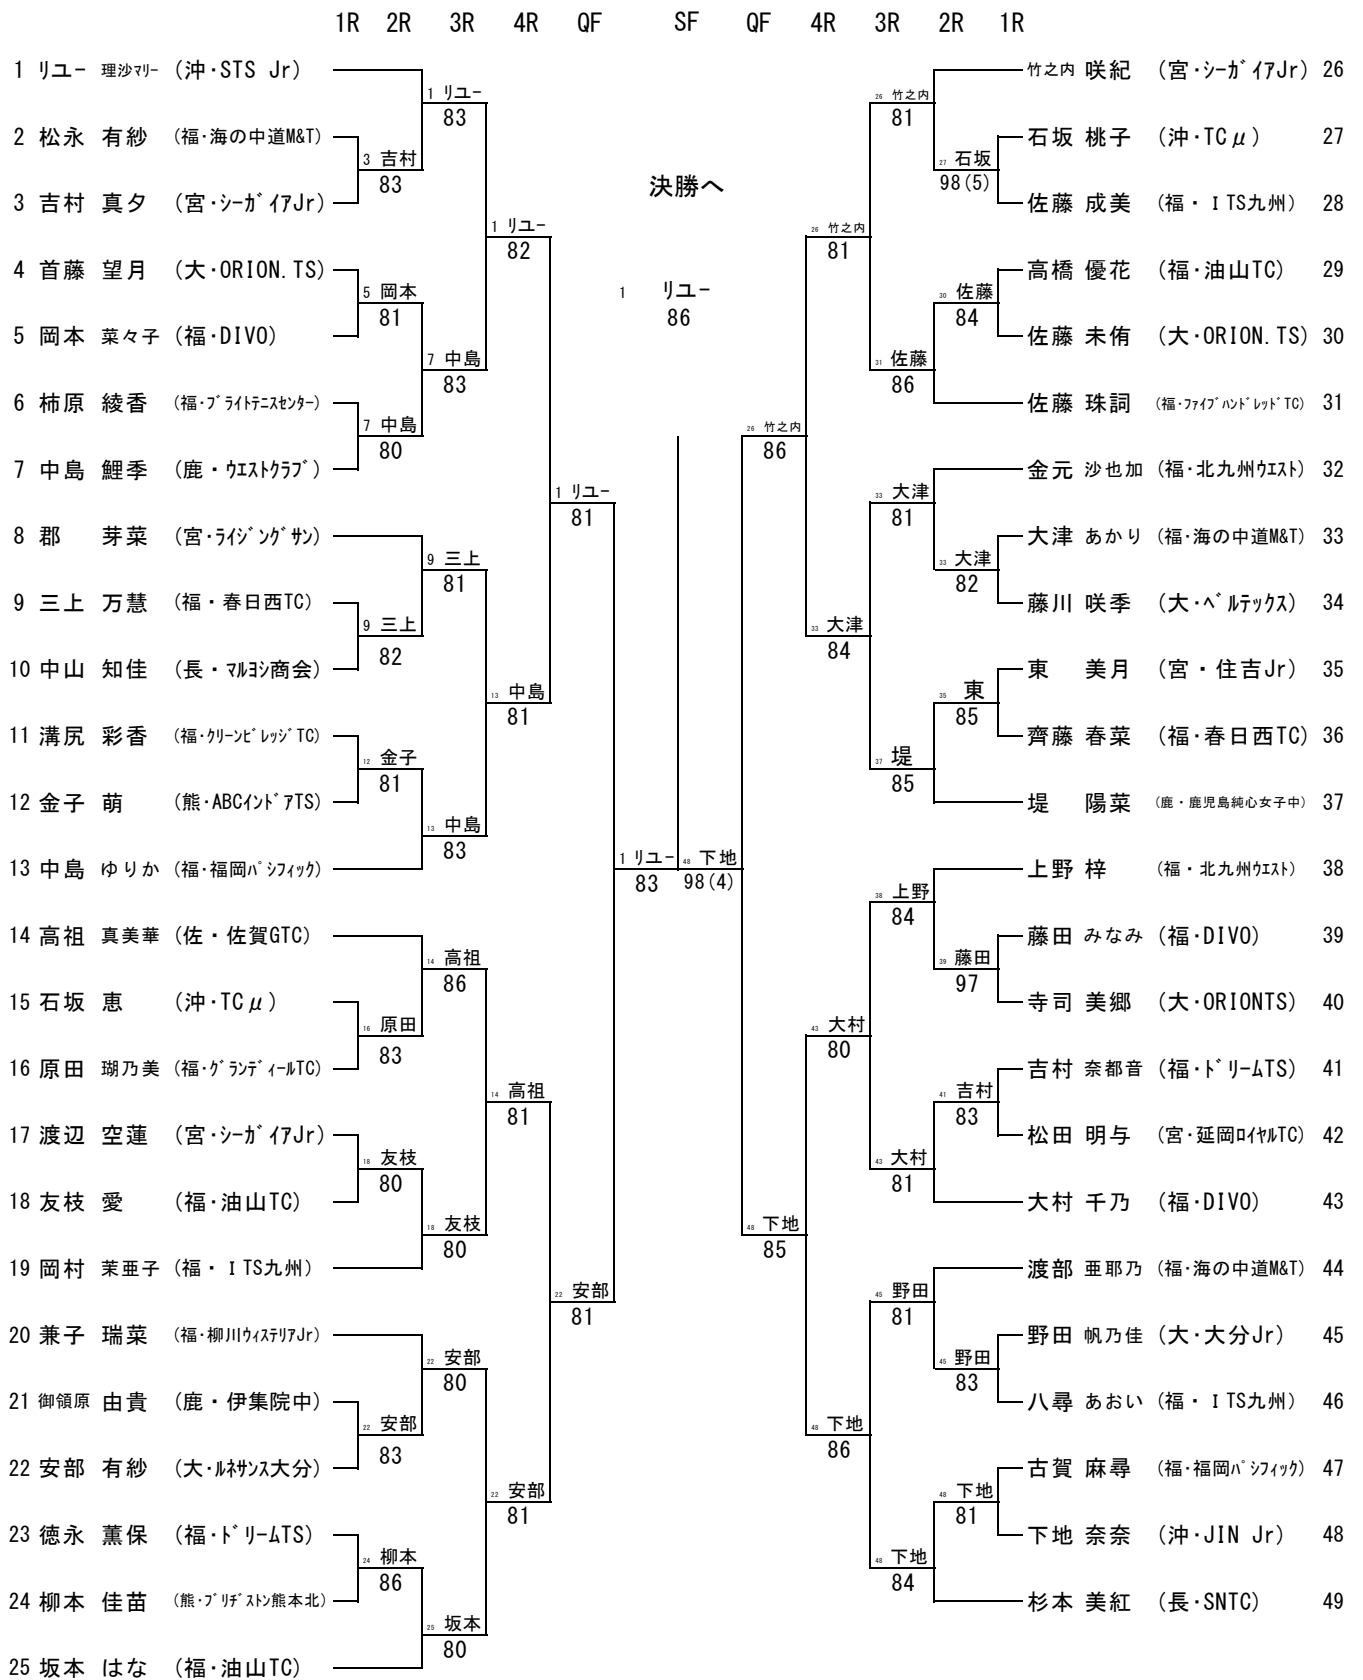 1R 2R 3R 4R QF SF QF 4R 3R 2R 1R
1 リユー 理沙マリー (沖・STS Jr)
2 松永 有紗 (福・海の中道M&T)
3 吉村 真夕 (宮・シーガイアJr)
4 首藤 望月 (大・ORION.TS)
5 岡本 菜々子 (福・DIVO)
6 柿原 綾香 (福・ブライトテニスセンター)
7 中島 鯉季 (鹿・ウエストクラブ)
8 郡 芽菜 (宮・ライジングサン)
9 三上 万慧 (福・春日西TC)
10 中山 知佳 (長・マルヨシ商会)
11 溝尻 彩香 (福・クリーンビレッジTC)
12 金子 萌 (熊・ABCインドアTS)
13 中島 ゆりか (福・福岡パシフィック)
14 高祖 真美華 (佐・佐賀GTC)
15 石坂 恵 (沖・TCμ)
16 原田 瑚乃美 (福・グランディールTC)
17 渡辺 空蓮 (宮・シーガイアJr)
18 友枝 愛 (福・油山TC)
19 岡村 茉亜子 (福・ITS九州)
20 兼子 瑞菜 (福・柳川ウィステリアJr)
21 御領原 由貴 (鹿・伊集院中)
22 安部 有紗 (大・ルネサンス大分)
23 徳永 薫保 (福・ドリームTS)
24 柳本 佳苗 (熊・ブリヂストン熊本北)
25 坂本 はな (福・油山TC)
3 吉村
83
5 岡本
81
7 中島
80
9 三上
82
12 金子
81
16 原田
83
18 友枝
80
22 安部
83
24 柳本
86
1 リユー
83
7 中島
83
9 三上
81
13 中島
83
14 高祖
86
18 友枝
80
22 安部
80
25 坂本
80
1 リユー
82
13 中島
81
14 高祖
81
22 安部
81
1 リユー
81
22 安部
81
1 リユー
83
決勝へ
1 リユー
86
48 下地
98(4)
26 竹之内
86
48 下地
85
26 竹之内
81
33 大津
84
43 大村
80
48 下地
86
26 竹之内
81
31 佐藤
86
33 大津
81
37 堤
85
38 上野
84
43 大村
81
45 野田
81
48 下地
84
27 石坂
98(5)
30 佐藤
84
33 大津
82
35 東
85
39 藤田
97
41 吉村
83
45 野田
83
48 下地
81
竹之内 咲紀 (宮・シーガイアJr) 26
石坂 桃子 (沖・TCμ) 27
佐藤 成美 (福・ITS九州) 28
高橋 優花 (福・油山TC) 29
佐藤 未侑 (大・ORION.TS) 30
佐藤 珠詞 (福・ファイブハンドレッドTC) 31
金元 沙也加 (福・北九州ウエスト) 32
大津 あかり (福・海の中道M&T) 33
藤川 咲季 (大・ベルテックス) 34
東 美月 (宮・住吉Jr) 35
齊藤 春菜 (福・春日西TC) 36
堤 陽菜 (鹿・鹿児島純心女子中) 37
上野 梓 (福・北九州ウエスト) 38
藤田 みなみ (福・DIVO) 39
寺司 美郷 (大・ORIONTS) 40
吉村 奈都音 (福・ドリームTS) 41
松田 明与 (宮・延岡ロイヤルTC) 42
大村 千乃 (福・DIVO) 43
渡部 亜耶乃 (福・海の中道M&T) 44
野田 帆乃佳 (大・大分Jr) 45
八尋 あおい (福・ITS九州) 46
古賀 麻尋 (福・福岡パシフィック) 47
下地 奈奈 (沖・JIN Jr) 48
杉本 美紅 (長・SNTC) 49